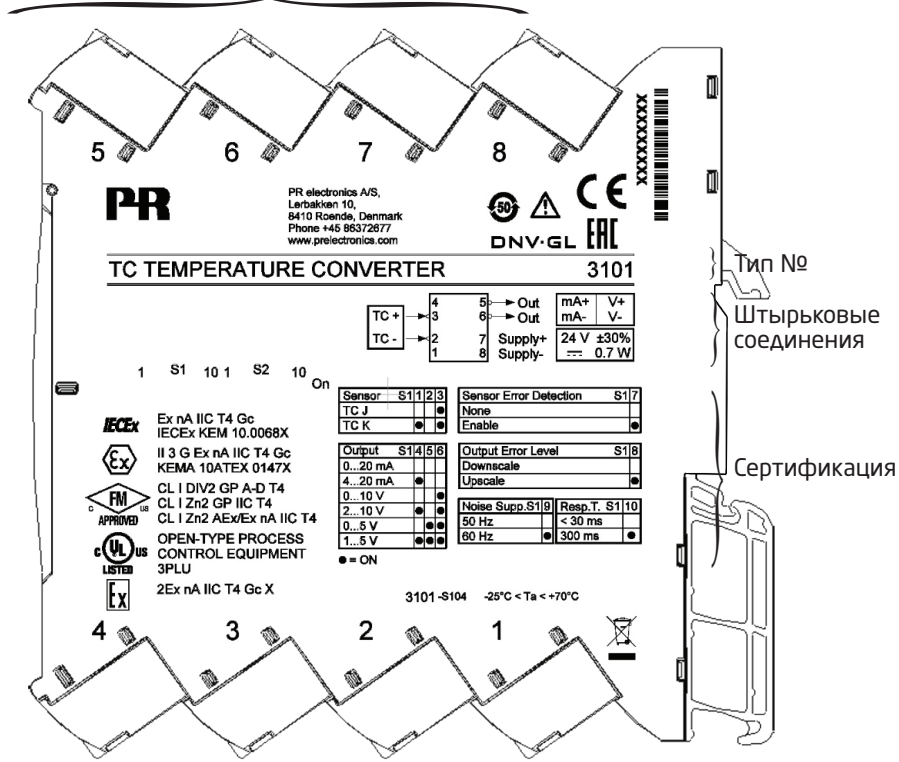 5 6 7 8
XXXXXXXXX
PR
PR electronics A/S,
Lerbakken 10,
8410 Roende, Denmark
Phone +45 86372677
www.prelectronics.com
50
CE
DNV·GL EAC
TC TEMPERATURE CONVERTER 3101
Тип №
Штырьковые
соединения
4 5 Out mA+ V+
TC + 3 6 Out mA- V-
TC - 2 7 Supply+ 24 V ±30%
1 8 Supply- 0.7 W
1 S1 10 1 S2 10
On
Sensor S1 1 2 3
TC J ●
TC K ● ●
Sensor Error Detection S1 7
None
Enable ●
Output S1 4 5 6
0...20 mA
4...20 mA ●
0...10 V ●
2...10 V ● ●
0...5 V ● ●
1...5 V ● ● ●
● = ON
Output Error Level S1 8
Downscale
Upscale ●
Noise Supp. S1 9
50 Hz
60 Hz ●
Resp.T. S1 10
< 30 ms
300 ms ●
IECEx
Ex nA IIC T4 Gc
IECEx KEM 10.0068X
Ex
II 3 G Ex nA IIC T4 Gc
KEMA 10ATEX 0147X
c FM us
APPROVED
CL I DIV2 GP A-D T4
CL I Zn2 GP IIC T4
CL I Zn2 AEx/Ex nA IIC T4
c UL us
LISTED
OPEN-TYPE PROCESS
CONTROL EQUIPMENT
3PLU
Ex
2Ex nA IIC T4 Gc X
Сертификация
3101-S104 -25°C < Ta < +70°C
4 3 2 1